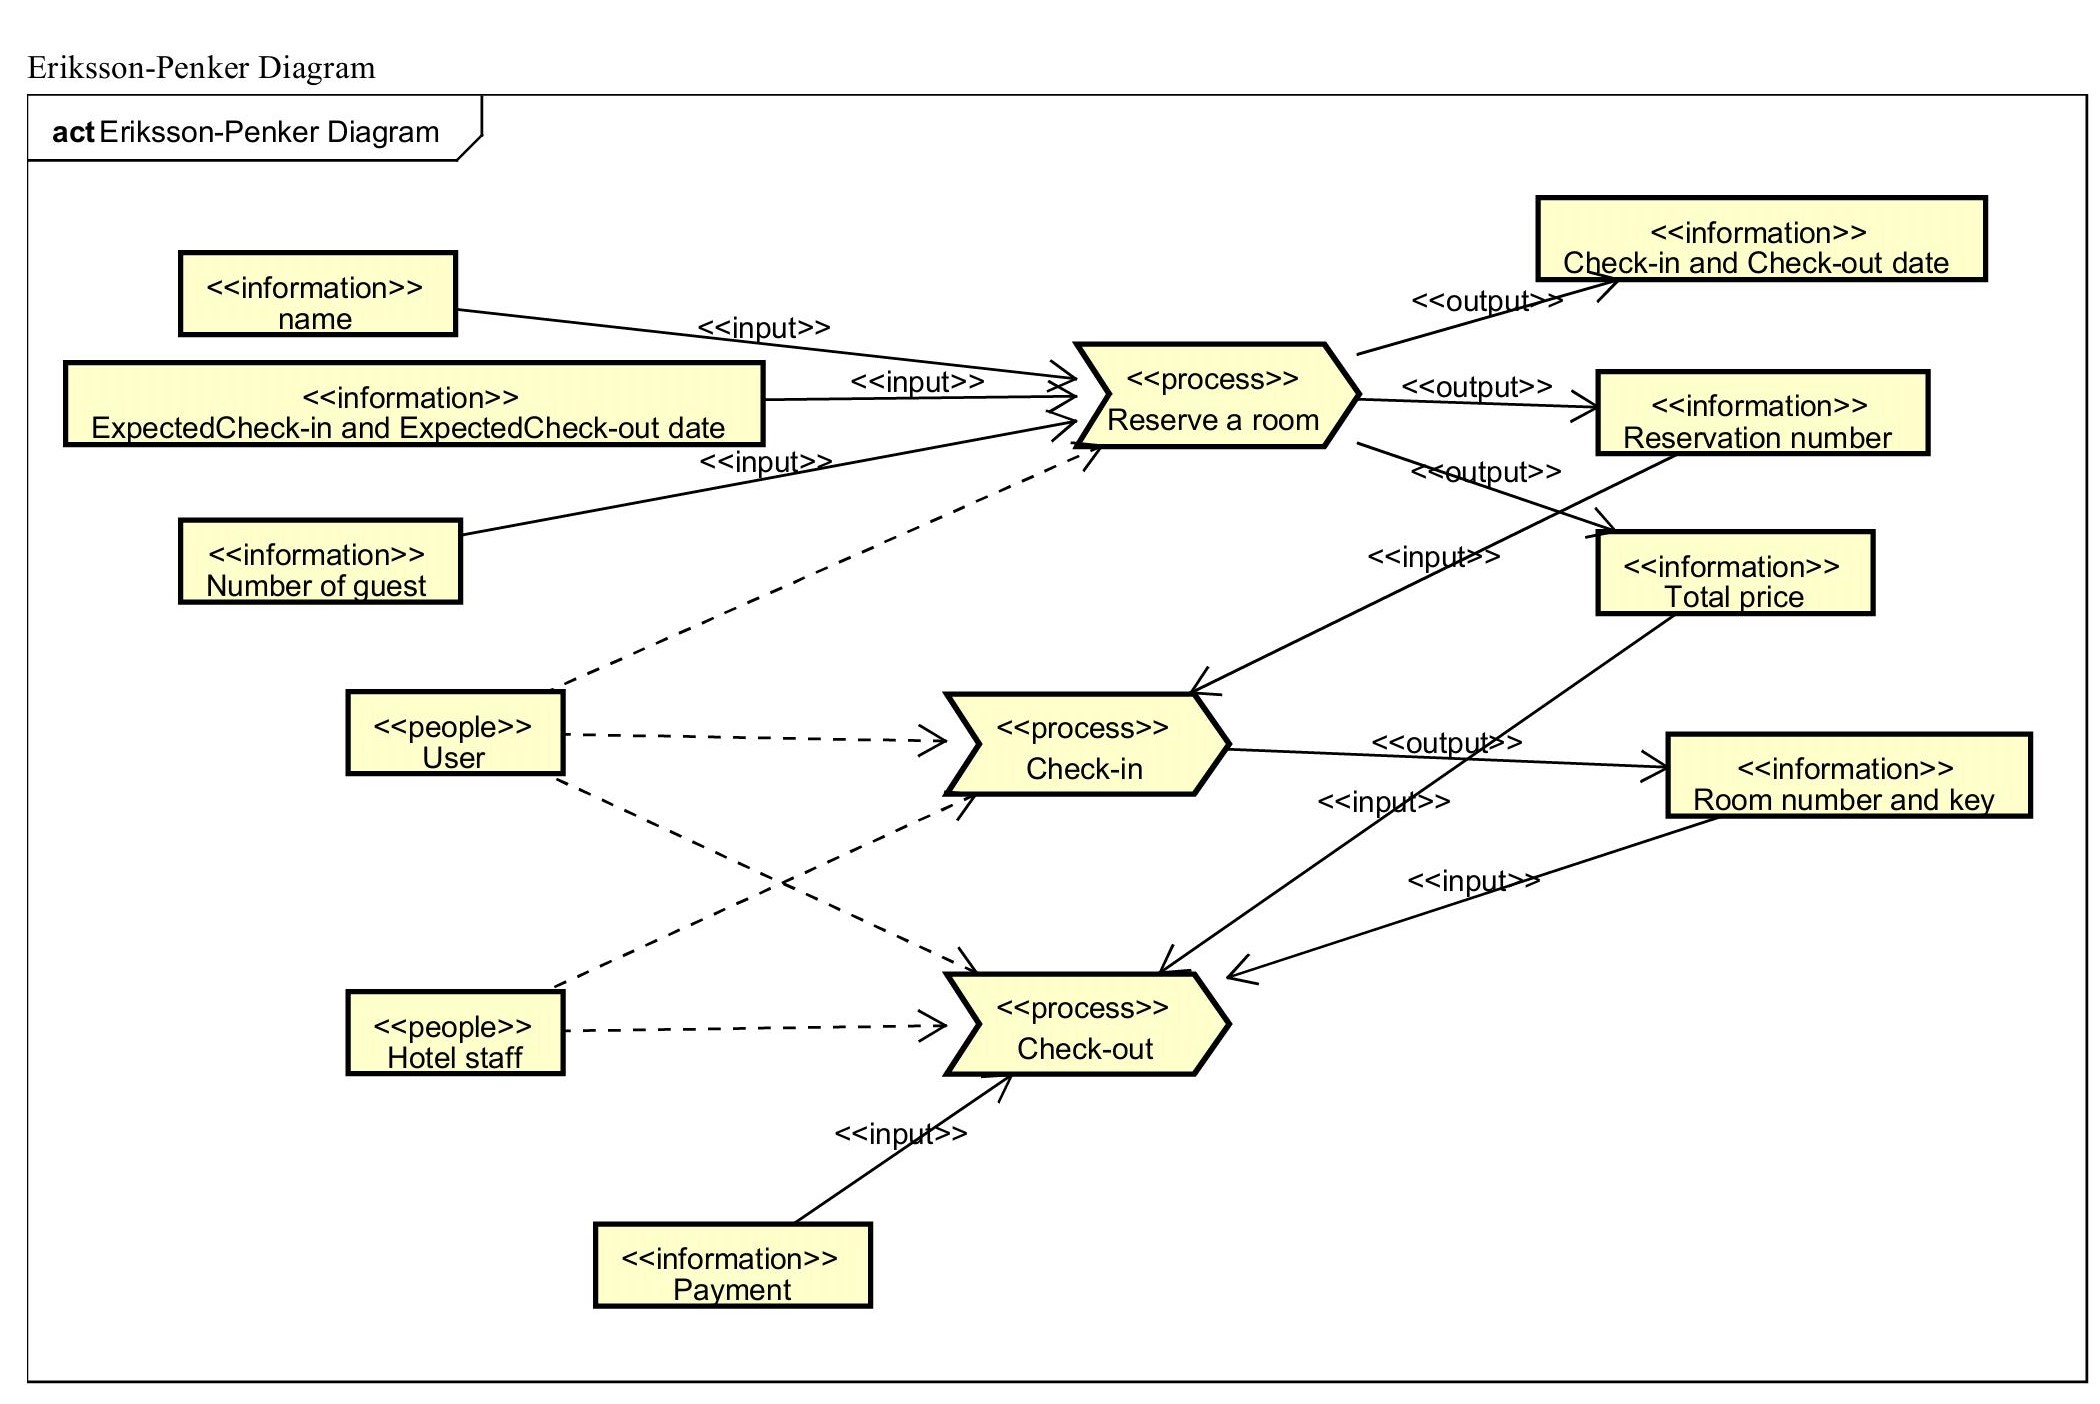 Eriksson-Penker Diagram
act Eriksson-Penker Diagram
<<information>>
Check-in and Check-out date
<<information>>
name
<<output>>
<<input>>
<<process>>
Reserve a room
<<input>>
<<output>>
<<information>>
ExpectedCheck-in and ExpectedCheck-out date
<<information>>
Reservation number
<<input>>
<<output>>
<<information>>
Number of guest
<<input>>
<<information>>
Total price
<<people>>
User
<<process>>
Check-in
<<output>>
<<information>>
Room number and key
<<input>>
<<input>>
<<people>>
Hotel staff
<<process>>
Check-out
<<input>>
<<information>>
Payment